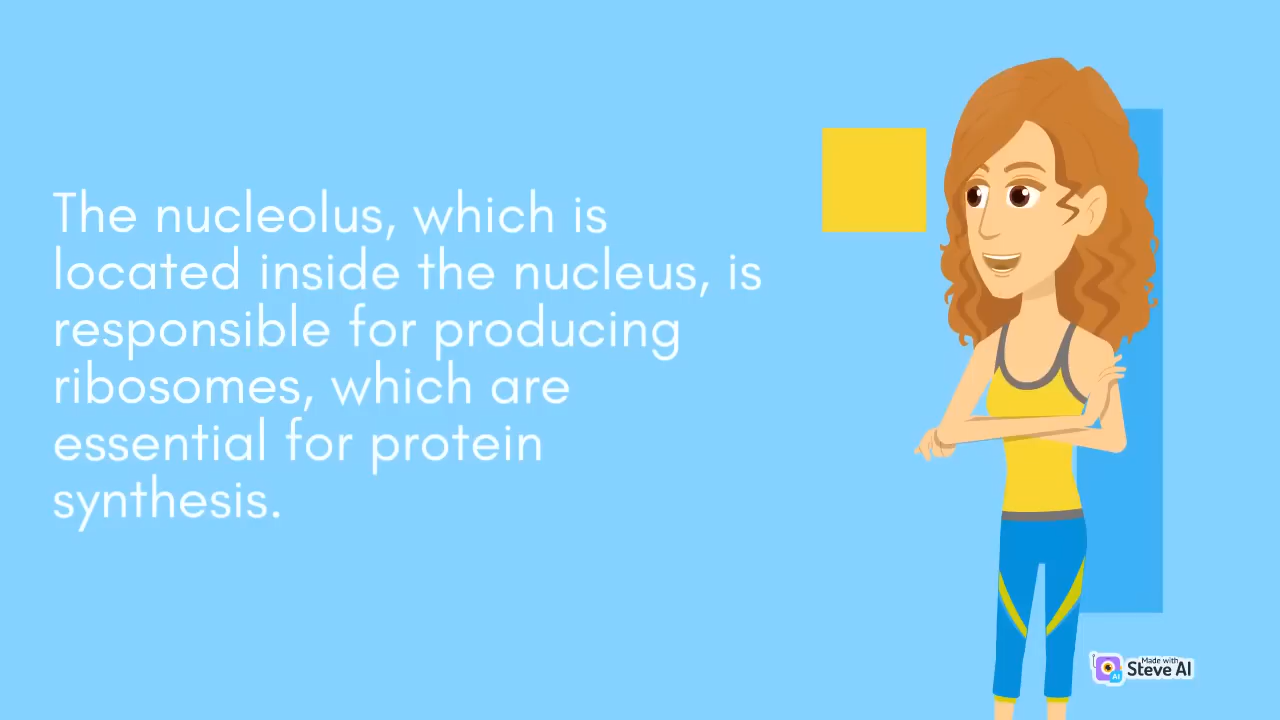 The nucleolus, which is
located inside the nucleus, is
responsible for producing
ribosomes, which are
essential for protein
synthesis.
Made with
Steve AI
AI